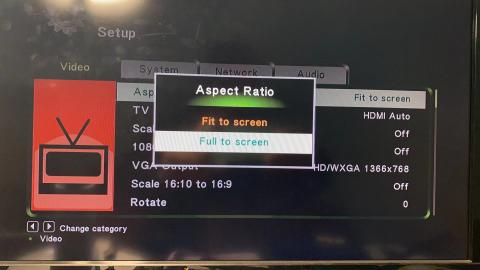 Setup
Video
System
Network
Audio
Aspect Ratio
Fit to screen
Full to screen
Asp
Fit to screen
TV
HDMI Auto
Sca
Off
108
Off
VGA Output
HD/WXGA 1366x768
Scale 16:10 to 16:9
Off
Rotate
0
Change category
Video